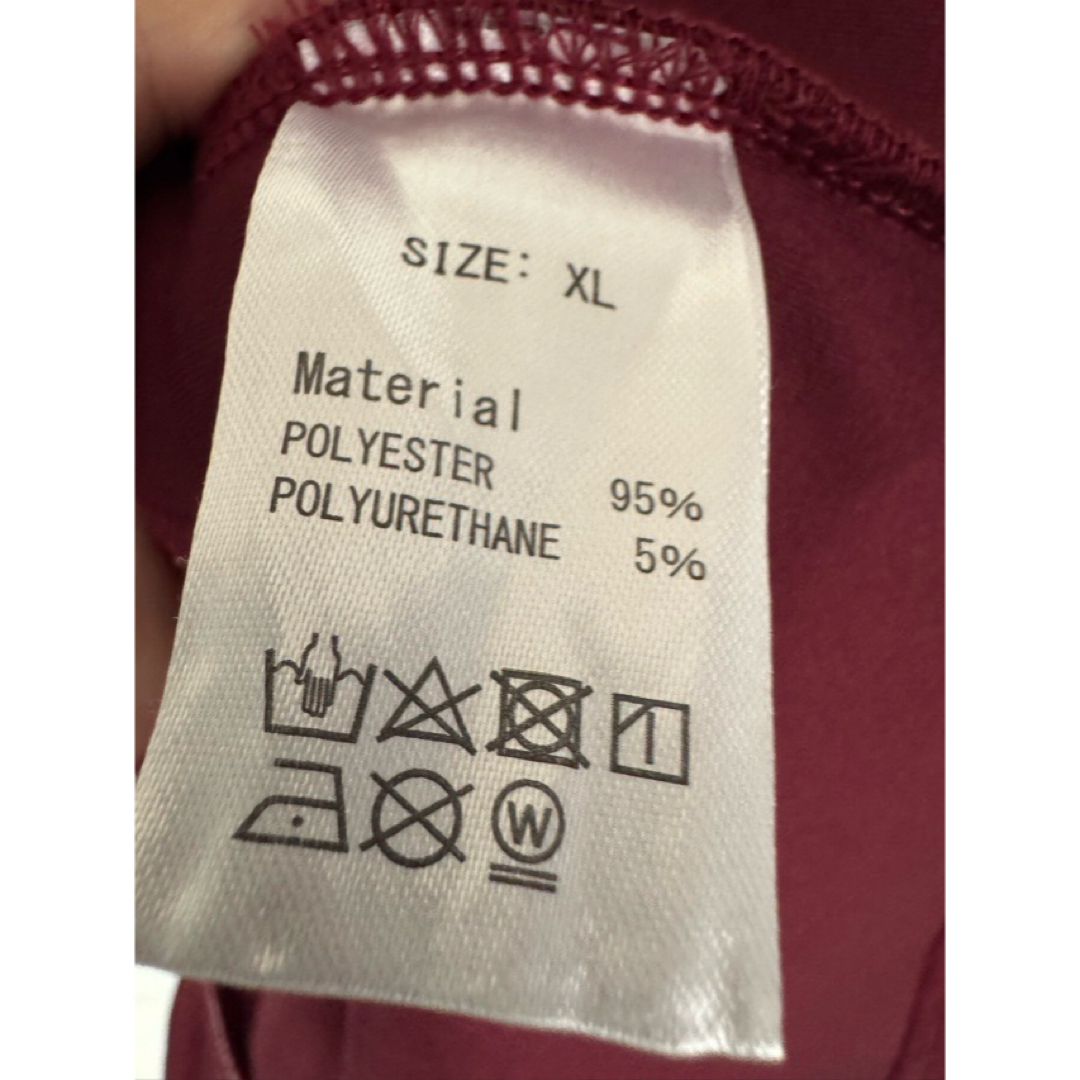 SIZE: XL
Material
POLYESTER 95%
POLYURETHANE 5%
W